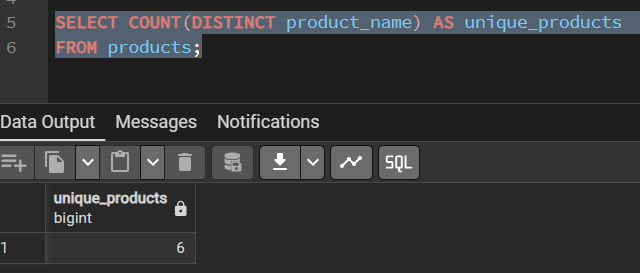 5 SELECT COUNT(DISTINCT product_name) AS unique_products
6 FROM products;
Data Output Messages Notifications
SQL
unique_products
bigint
1 6